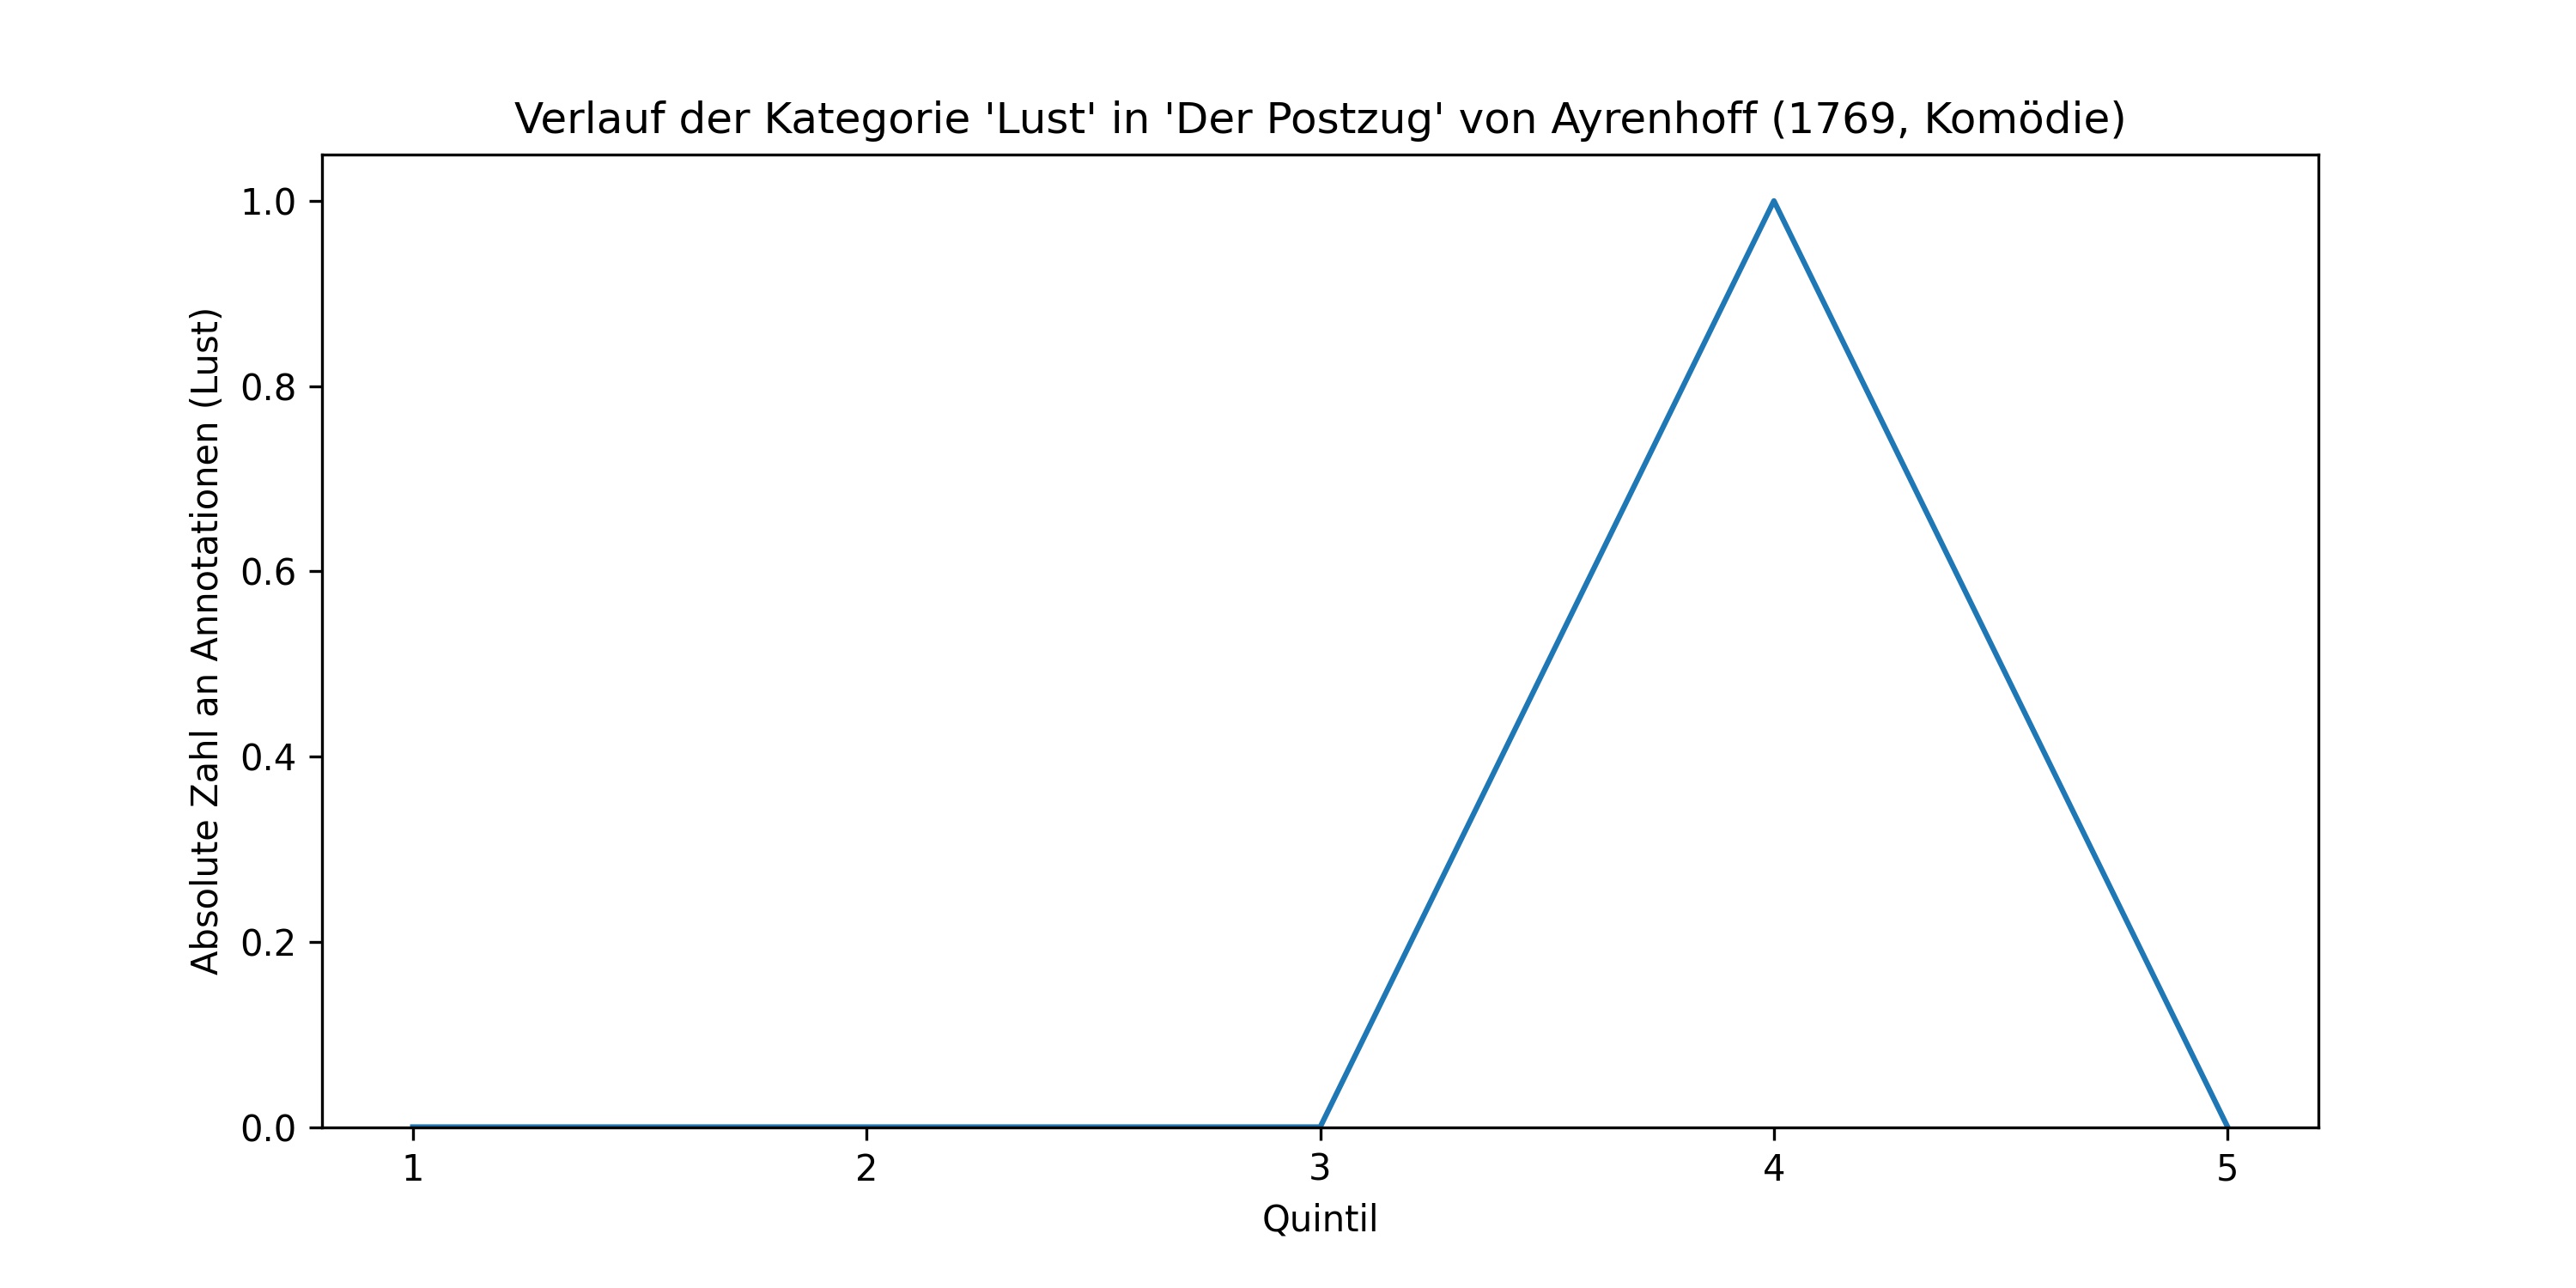 Verlauf der Kategorie 'Lust' in 'Der Postzug' von Ayrenhoff (1769, Komödie)
Absolute Zahl an Annotationen (Lust)
1.0
0.8
0.6
0.4
0.2
0.0
1 2 3 4 5
Quintil